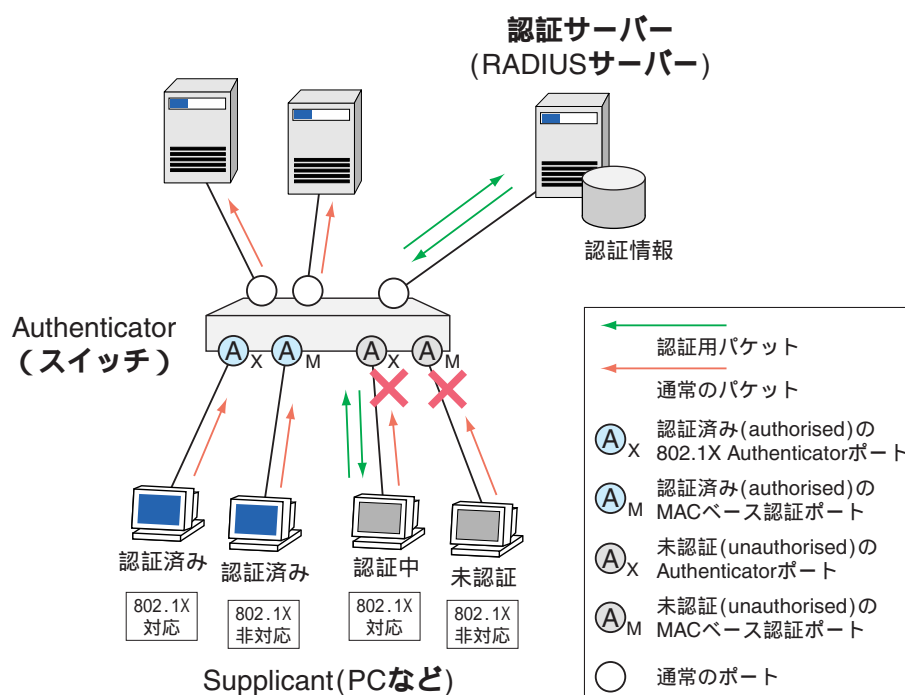 認証サーバー
(RADIUSサーバー)
認証情報
Authenticator
(スイッチ)
A X
A M
A X
A M
認証済み
認証済み
認証中
未認証
802.1X
対応
802.1X
非対応
802.1X
対応
802.1X
非対応
Supplicant(PCなど)
認証用パケット
通常のパケット
A X
認証済み(authorised)の
802.1X Authenticatorポート
A M
認証済み(authorised)の
MACベース認証ポート
A X
未認証(unauthorised)の
Authenticatorポート
A M
未認証(unauthorised)の
MACベース認証ポート
通常のポート